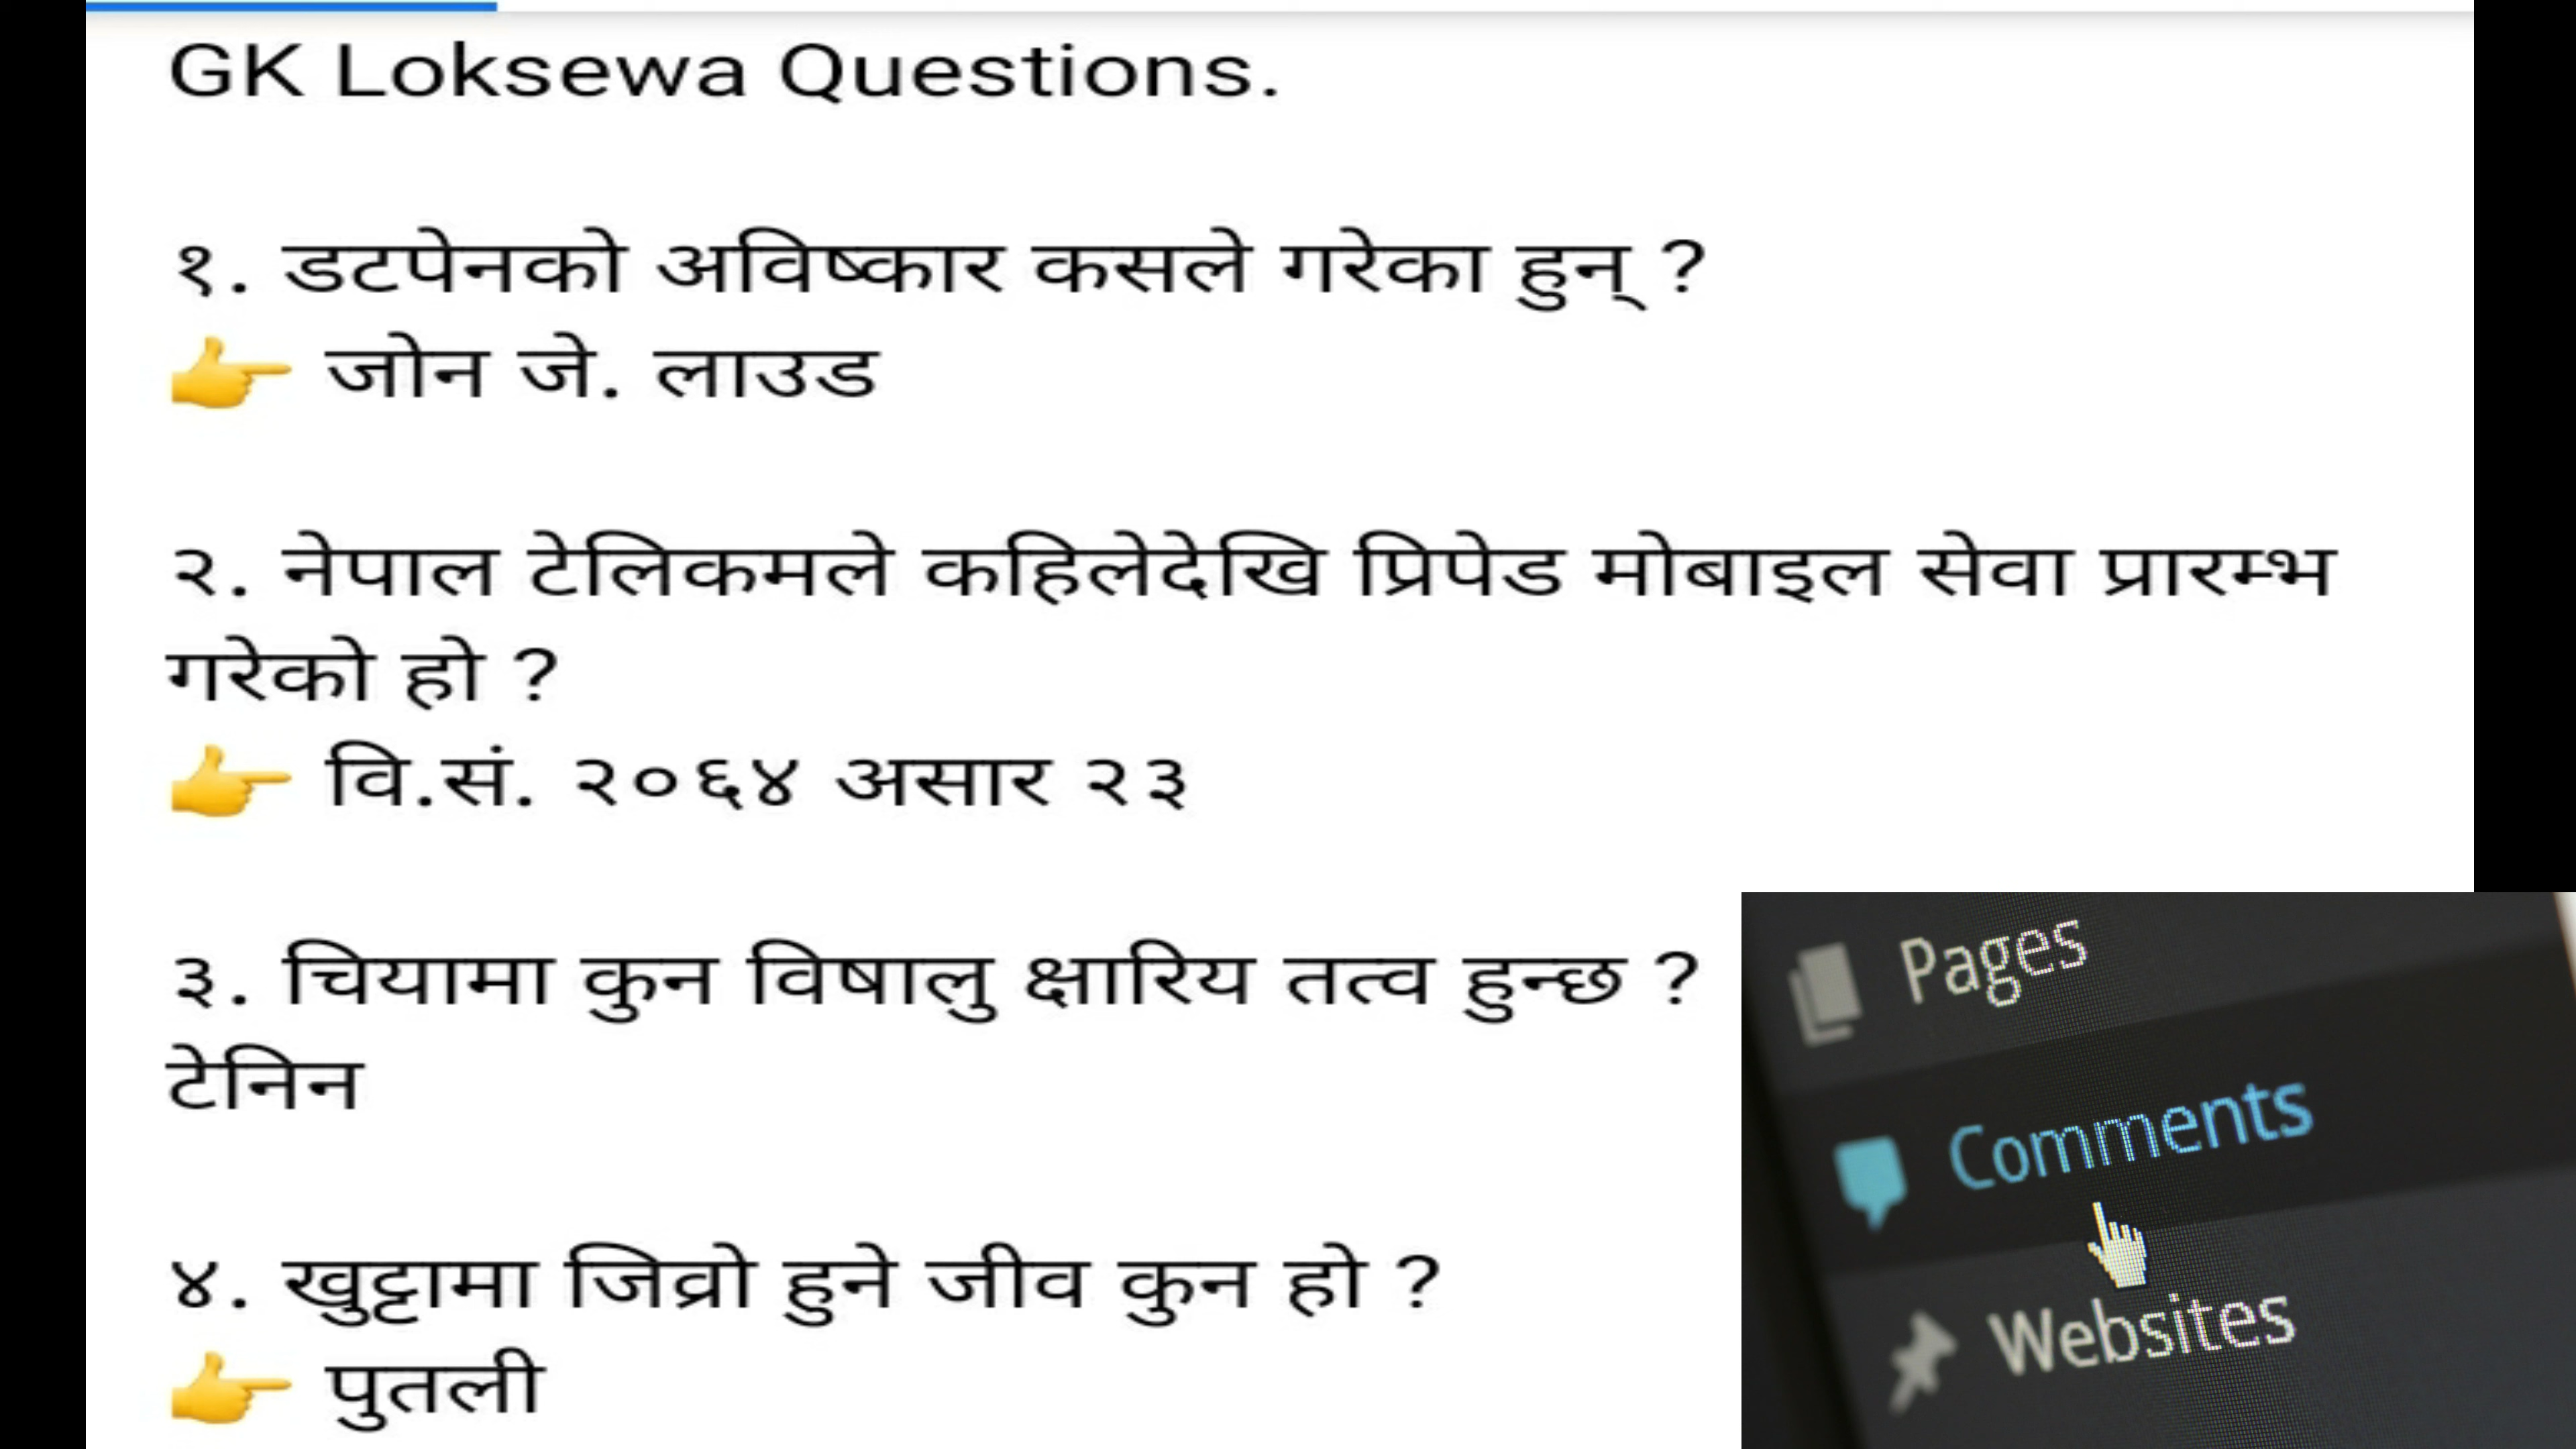 GK Loksewa Questions.
१. डटपेनको अविष्कार कसले गरेका हुन् ?
👉 जोन जे. लाउड
२. नेपाल टेलिकमले कहिलेदेखि प्रिपेड मोबाइल सेवा प्रारम्भ
गरेको हो ?
👉 वि.सं. २०६४ असार २३
३. चियामा कुन विषालु क्षारिय तत्व हुन्छ ?
टेनिन
४. खुट्टामा जिव्रो हुने जीव कुन हो ?
👉 पुतली
Pages
Comments
Websites